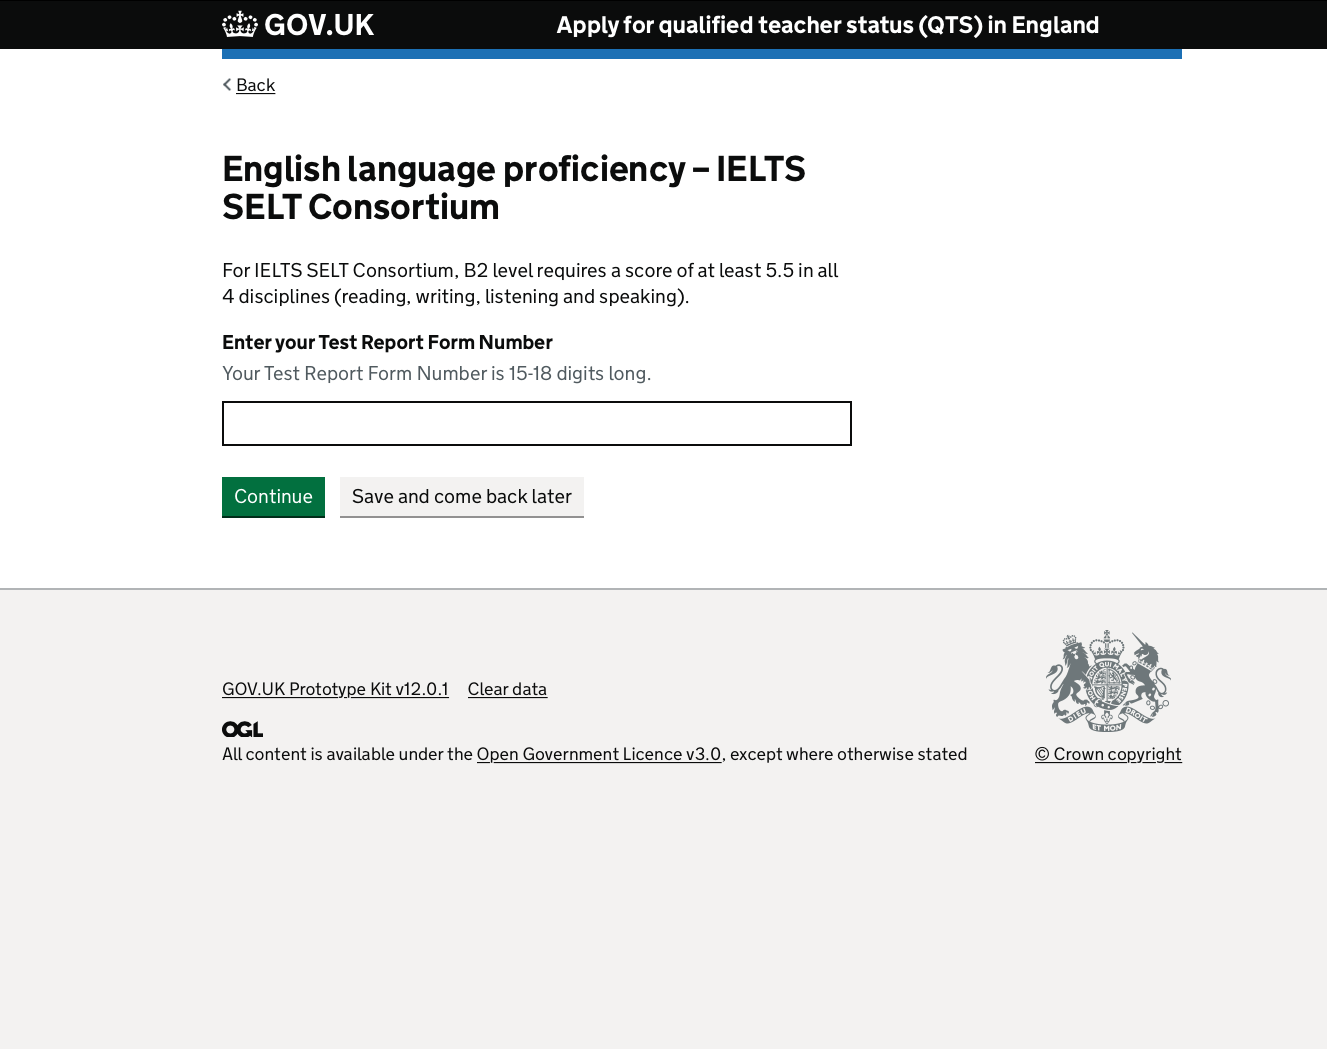 GOV.UK
Apply for qualified teacher status (QTS) in England
Back
English language proficiency – IELTS
SELT Consortium
For IELTS SELT Consortium, B2 level requires a score of at least 5.5 in all
4 disciplines (reading, writing, listening and speaking).
Enter your Test Report Form Number
Your Test Report Form Number is 15-18 digits long.
Continue
Save and come back later
GOV.UK Prototype Kit v12.0.1
Clear data
OGL
All content is available under the Open Government Licence v3.0, except where otherwise stated
DIEU ET MON DROIT
© Crown copyright